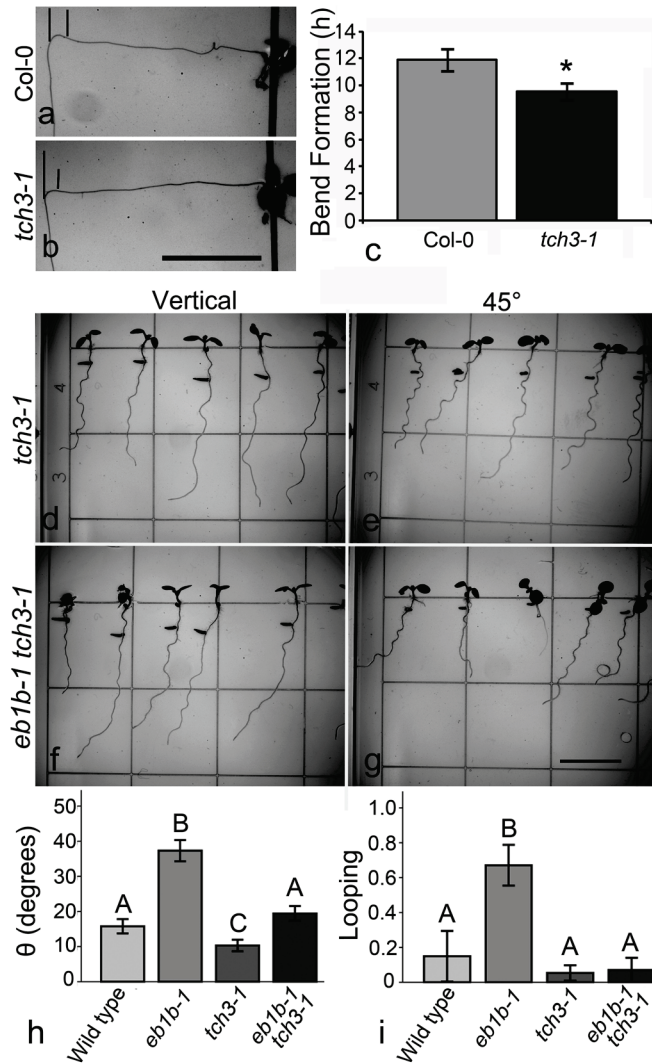 Col-0
a
tch3-1
b
Bend Formation (h)
14
12
10
8
6
4
2
0
*
Col-0
tch3-1
c
Vertical
45°
tch3-1
4
3
d
4
3
e
eb1b-1 tch3-1
f
g
θ (degrees)
50
40
30
20
10
0
A
B
C
A
Wild type
eb1b-1
tch3-1
eb1b-1
tch3-1
h
Looping
1.0
0.8
0.6
0.4
0.2
0
A
B
A
A
Wild type
eb1b-1
tch3-1
eb1b-1
tch3-1
i